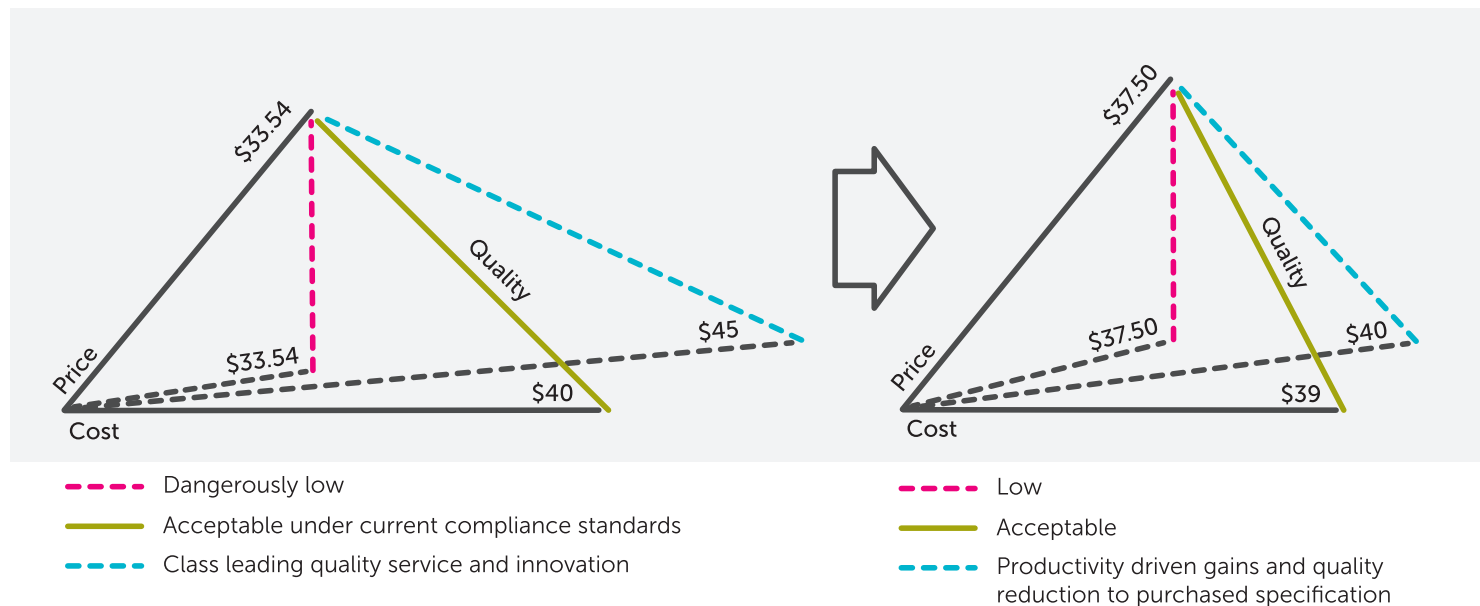 $33.54
Quality
$45
$33.54
Price
$40
Cost
$37.50
Quality
$37.50
$40
Price
$39
Cost
Dangerously low
Acceptable under current compliance standards
Class leading quality service and innovation
Low
Acceptable
Productivity driven gains and quality
reduction to purchased specification